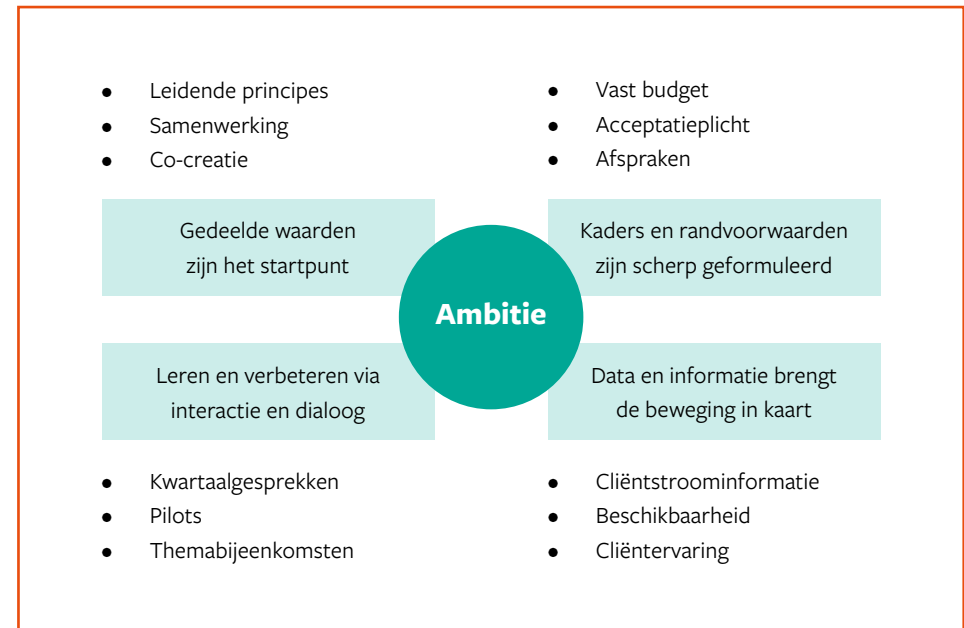 Leidende principes
Samenwerking
Co-creatie
Vast budget
Acceptatieplicht
Afspraken
Gedeelde waarden
zijn het startpunt
Kaders en randvoorwaarden
zijn scherp geformuleerd
Ambitie
Leren en verbeteren via
interactie en dialoog
Data en informatie brengt
de beweging in kaart
Kwartaalgesprekken
Pilots
Themabijeenkomsten
Cliëntstroominformatie
Beschikbaarheid
Cliëntervaring